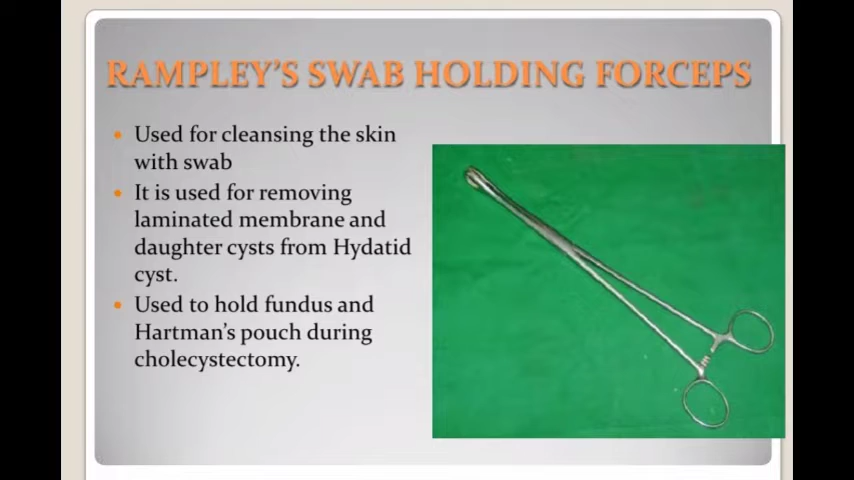 RAMPLEY'S SWAB HOLDING FORCEPS
Used for cleansing the skin
with swab
It is used for removing
laminated membrane and
daughter cysts from Hydatid
cyst.
Used to hold fundus and
Hartman's pouch during
cholecystectomy.